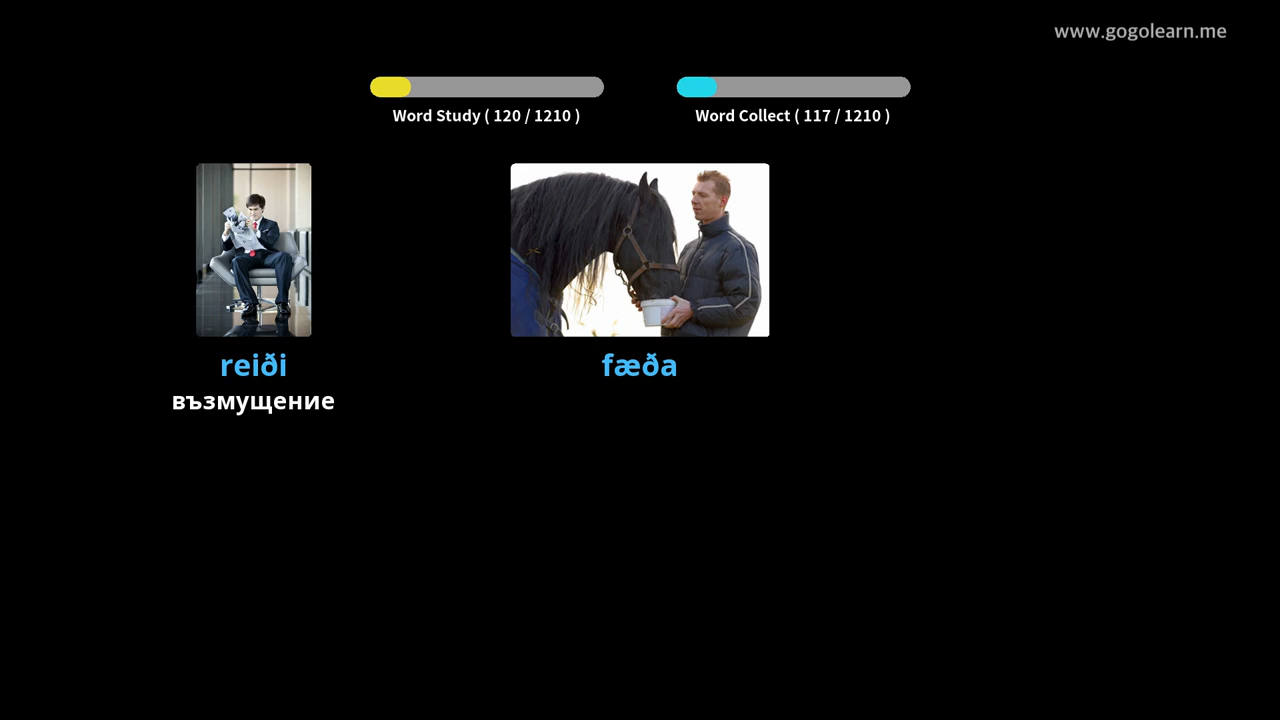 www.gogolearn.me
Word Study ( 120 / 1210 )
Word Collect ( 117 / 1210 )
reiði
възмущение
fæða